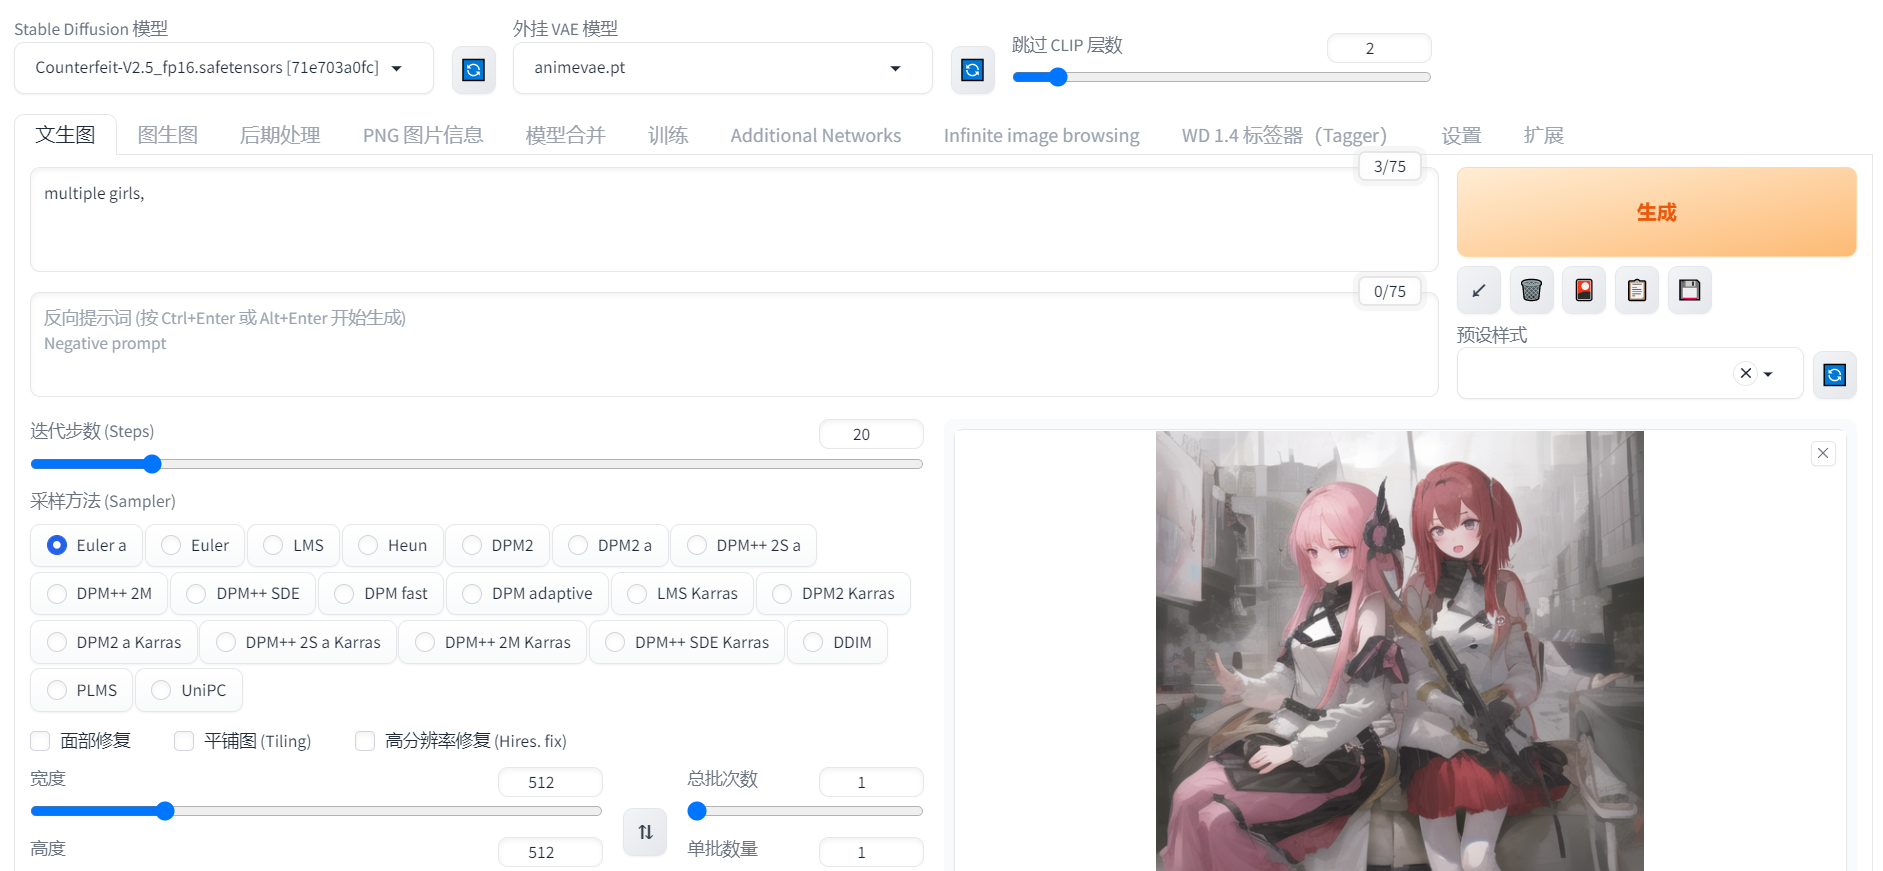 Stable Diffusion 模型
外挂 VAE 模型
跳过 CLIP 层数
2
Counterfeit-V2.5_fp16.safetensors [71e703a0fc]
animevae.pt
文生图 图生图 后期处理 PNG 图片信息 模型合并 训练 Additional Networks Infinite image browsing WD 1.4 标签器（Tagger） 设置 扩展
3/75
multiple girls,
生成
0/75
反向提示词 (按 Ctrl+Enter 或 Alt+Enter 开始生成)
Negative prompt
预设样式
迭代步数 (Steps)
20
采样方法 (Sampler)
Euler a Euler LMS Heun DPM2 DPM2 a DPM++ 2S a
DPM++ 2M DPM++ SDE DPM fast DPM adaptive LMS Karras DPM2 Karras
DPM2 a Karras DPM++ 2S a Karras DPM++ 2M Karras DPM++ SDE Karras DDIM
PLMS UniPC
面部修复 平铺图 (Tiling) 高分辨率修复 (Hires. fix)
宽度 512 总批次数 1
高度 512 单批数量 1